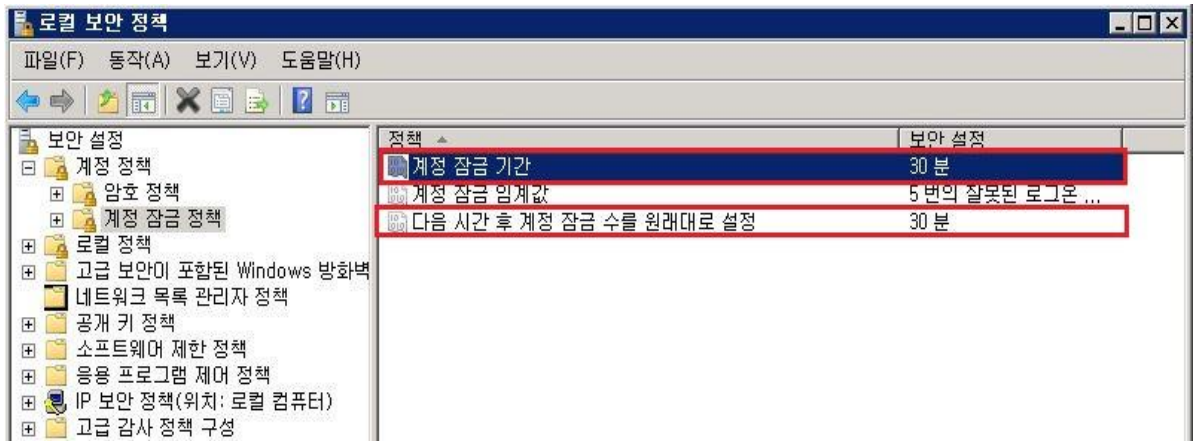 로컬 보안 정책
파일(F) 동작(A) 보기(V) 도움말(H)
보안 설정
계정 정책
암호 정책
계정 잠금 정책
로컬 정책
고급 보안이 포함된 Windows 방화벽
네트워크 목록 관리자 정책
공개 키 정책
소프트웨어 제한 정책
응용 프로그램 제어 정책
IP 보안 정책(위치: 로컬 컴퓨터)
고급 감사 정책 구성
정책 보안 설정
계정 잠금 기간 30 분
계정 잠금 임계값 5 번의 잘못된 로그온 ...
다음 시간 후 계정 잠금 수를 원래대로 설정 30 분